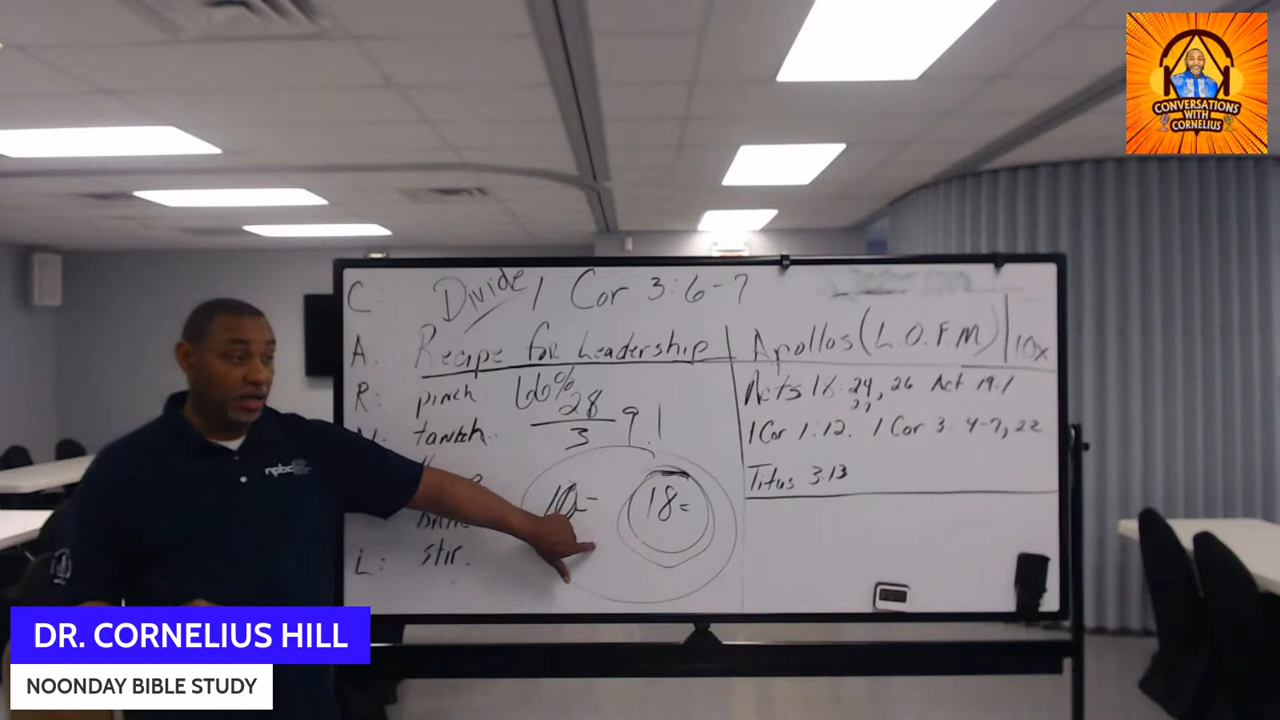 CONVERSATIONS
WITH
CORNELIUS
C: Divide 1 Cor 3:6-7
A. Recipe for Leadership Apollos (L.O.F.M) 10x
R: pinch 66%
28
3 9.1
Acts 18:24, 26 Act 19:1
1 Cor 1:12. 1 Cor 3. 4-7, 22
Titus 3:13
10=
18=
L: stir.
npbc
DR. CORNELIUS HILL
NOONDAY BIBLE STUDY